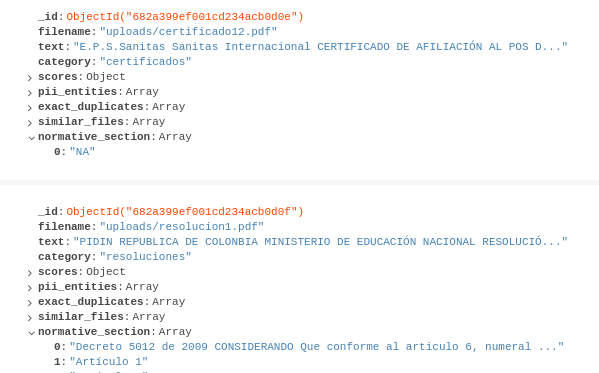 _id: ObjectId("682a399ef001cd234acb0d0e")
filename: "uploads/certificado12.pdf"
text: "E.P.S.Sanitas Sanitas Internacional CERTIFICADO DE AFILIACIÓN AL POS D..."
category: "certificados"
scores: Object
pii_entities: Array
exact_duplicates: Array
similar_files: Array
normative_section: Array
0: "NA"
_id: ObjectId("682a399ef001cd234acb0d0f")
filename: "uploads/resolucion1.pdf"
text: "PIDIN REPUBLICA DE COLONBIA MINISTERIO DE EDUCACIÓN NACIONAL RESOLUCIÓ..."
category: "resoluciones"
scores: Object
pii_entities: Array
exact_duplicates: Array
similar_files: Array
normative_section: Array
0: "Decreto 5012 de 2009 CONSIDERANDO Que conforme al articulo 6, numeral ..."
1: "Artículo 1"